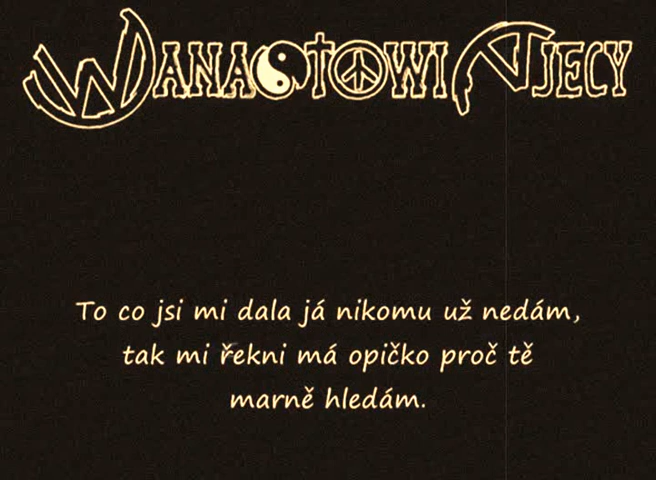 WANASTOWI VJECY
To co jsi mi dala já nikomu už nedám,
tak mi řekni má opičko proč tě
marně hledám.